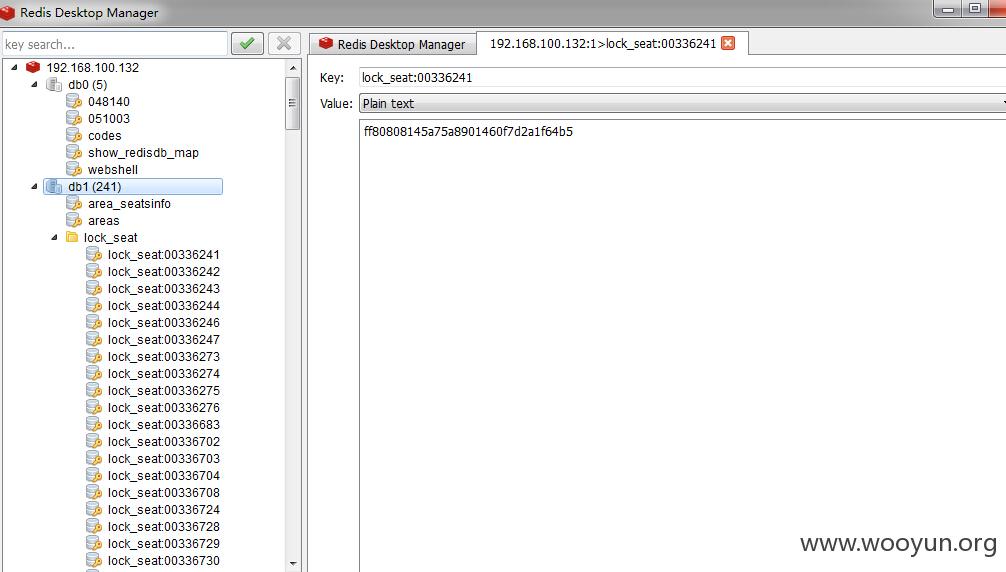 Redis Desktop Manager
key search...
Redis Desktop Manager
192.168.100.132:1>lock_seat:00336241
192.168.100.132
db0 (5)
048140
051003
codes
show_redisdb_map
webshell
db1 (241)
area_seatsinfo
areas
lock_seat
lock_seat:00336241
lock_seat:00336242
lock_seat:00336243
lock_seat:00336244
lock_seat:00336246
lock_seat:00336247
lock_seat:00336273
lock_seat:00336274
lock_seat:00336275
lock_seat:00336276
lock_seat:00336683
lock_seat:00336702
lock_seat:00336703
lock_seat:00336704
lock_seat:00336708
lock_seat:00336724
lock_seat:00336728
lock_seat:00336729
lock_seat:00336730
Key: lock_seat:00336241
Value: Plain text
ff80808145a75a8901460f7d2a1f64b5
www.wooyun.org